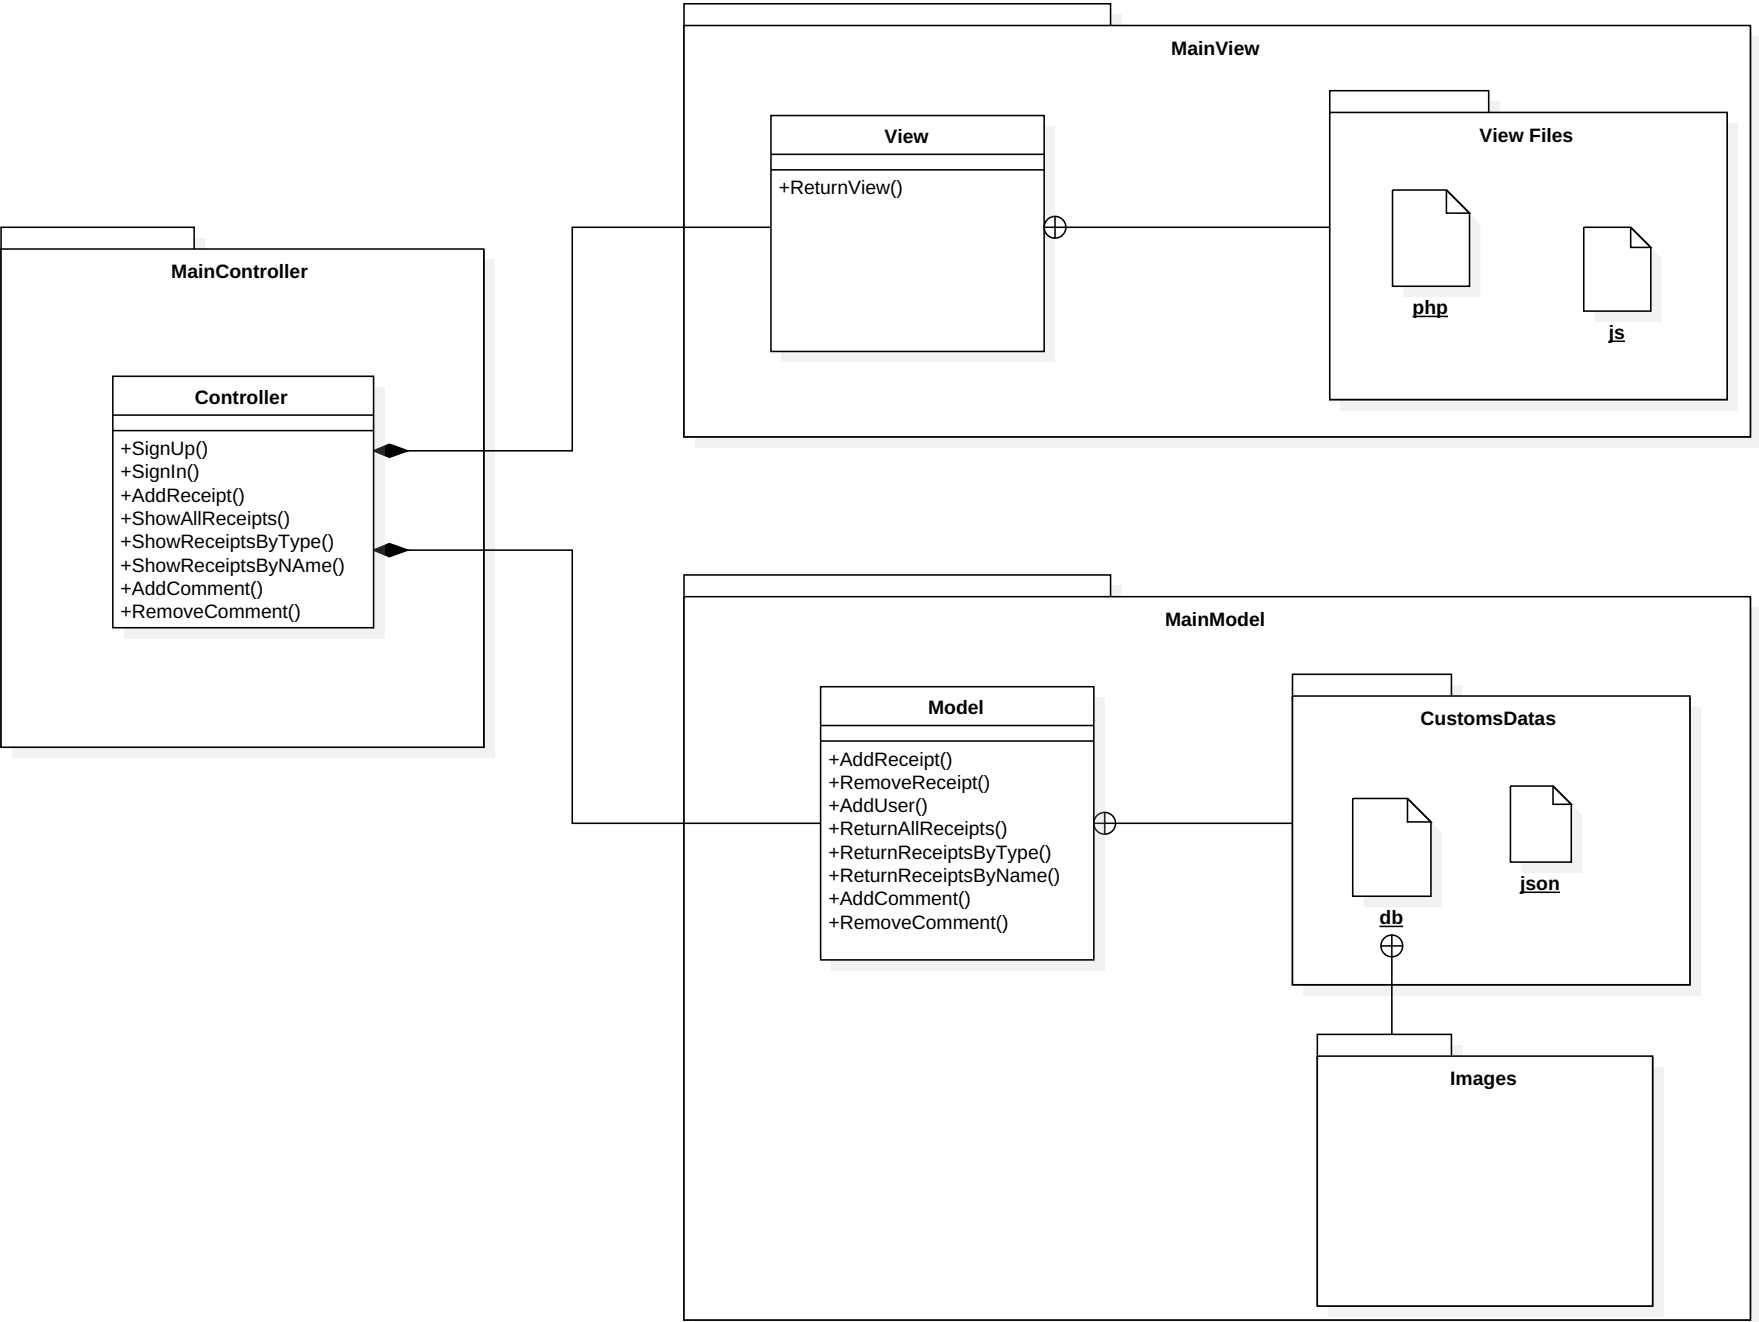 MainView
View
+ReturnView()
View Files
php
js
MainController
Controller
+SignUp()
+SignIn()
+AddReceipt()
+ShowAllReceipts()
+ShowReceiptsByType()
+ShowReceiptsByNAme()
+AddComment()
+RemoveComment()
MainModel
Model
+AddReceipt()
+RemoveReceipt()
+AddUser()
+ReturnAllReceipts()
+ReturnReceiptsByType()
+ReturnReceiptsByName()
+AddComment()
+RemoveComment()
CustomsDatas
db
json
Images